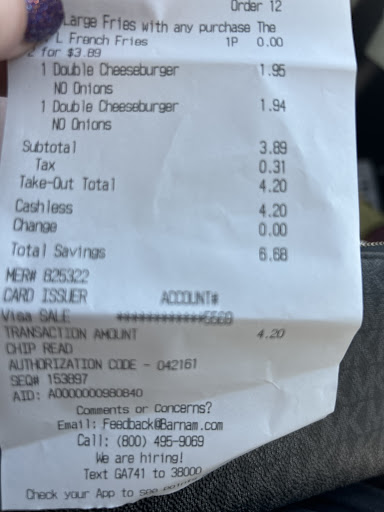 Order 12
Large Fries with any purchase The
L French Fries 1P 0.00
2 for $3.89
1 Double Cheeseburger 1.95
NO Onions
1 Double Cheeseburger 1.94
NO Onions
Subtotal 3.89
Tax 0.31
Take-Out Total 4.20
Cashless 4.20
Change 0.00
Total Savings 6.68
MER# 825322
CARD ISSUER ACCOUNT#
Visa SALE
TRANSACTION AMOUNT 4.20
CHIP READ
AUTHORIZATION CODE - 042161
SEQ# 153897
AID: A0000000980840
Comments or Concerns?
Email: Feedback@Barnam.com
Call: (800) 495-9069
We are hiring!
Text GA741 to 38000
Check your App to see